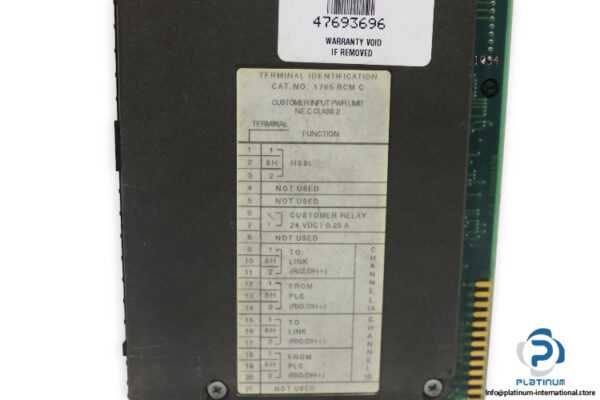 47693696
WARRANTY VOID
IF REMOVED
TERMINAL IDENTIFICATION
CAT. NO. 1785-BCM C
CUSTOMER INPUT PWR LIMIT
N.E.C CLASS 2
TERMINAL
FUNCTION
1 1
2 SH HSSL
3 2
4 NOT USED
5 NOT USED
6 CUSTOMER RELAY
7 24 VDC / 0.25 A
8 NOT USED
9 1 TO
10 SH LINK
11 2 (RIO/DH+)
12 1 FROM
13 SH PLC
14 2 (RIO/DH+)
CHANNEL 1A
15 1 TO
16 SH LINK
17 2 (RIO/DH+)
18 1 FROM
19 SH PLC
20 2 (RIO/DH+)
CHANNEL 1B
21 NOT USED
PLATINUM
INTERNATIONAL
info@platinum-international.store